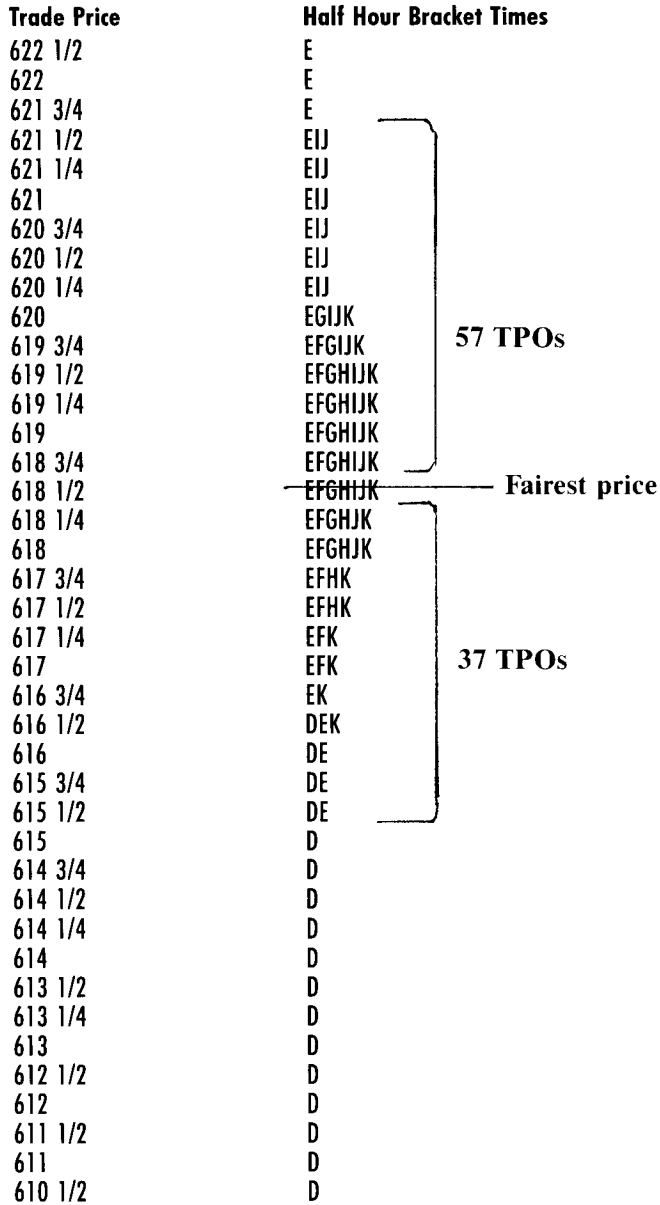 Trade Price Half Hour Bracket Times
622 1/2 E
622 E
621 3/4 E
621 1/2 EIJ
621 1/4 EIJ
621 EIJ
620 3/4 EIJ
620 1/2 EIJ
620 1/4 EIJ
620 EGIJK
57 TPOs
619 3/4 EFGIJK
619 1/2 EFGHIJK
619 1/4 EFGHIJK
619 EFGHIJK
618 3/4 EFGHIJK
618 1/2 EFGHIJK Fairest price
618 1/4 EFGHJK
618 EFGHJK
617 3/4 EFHK
617 1/2 EFHK
617 1/4 EFK
617 EFK 37 TPOs
616 3/4 EK
616 1/2 DEK
616 DE
615 3/4 DE
615 1/2 DE
615 D
614 3/4 D
614 1/2 D
614 1/4 D
614 D
613 1/2 D
613 1/4 D
613 D
612 1/2 D
612 D
611 1/2 D
611 D
610 1/2 D